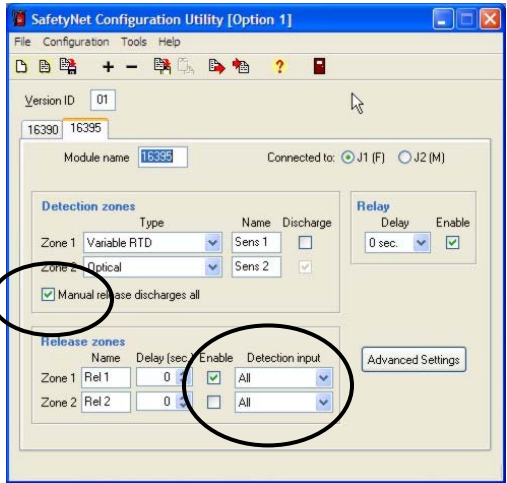 SafetyNet Configuration Utility [Option 1]
File Configuration Tools Help
Version ID 01
16390 16395
Module name 16395 Connected to: J1 (F) J2 (M)
Detection zones Relay
Type Name Discharge Delay Enable
Zone 1 Variable RTD Sens 1 0 sec.
Zone 2 Optical Sens 2
Manual release discharges all
Release zones
Name Delay (sec.) Enable Detection input Advanced Settings
Zone 1 Rel 1 0 All
Zone 2 Rel 2 0 All